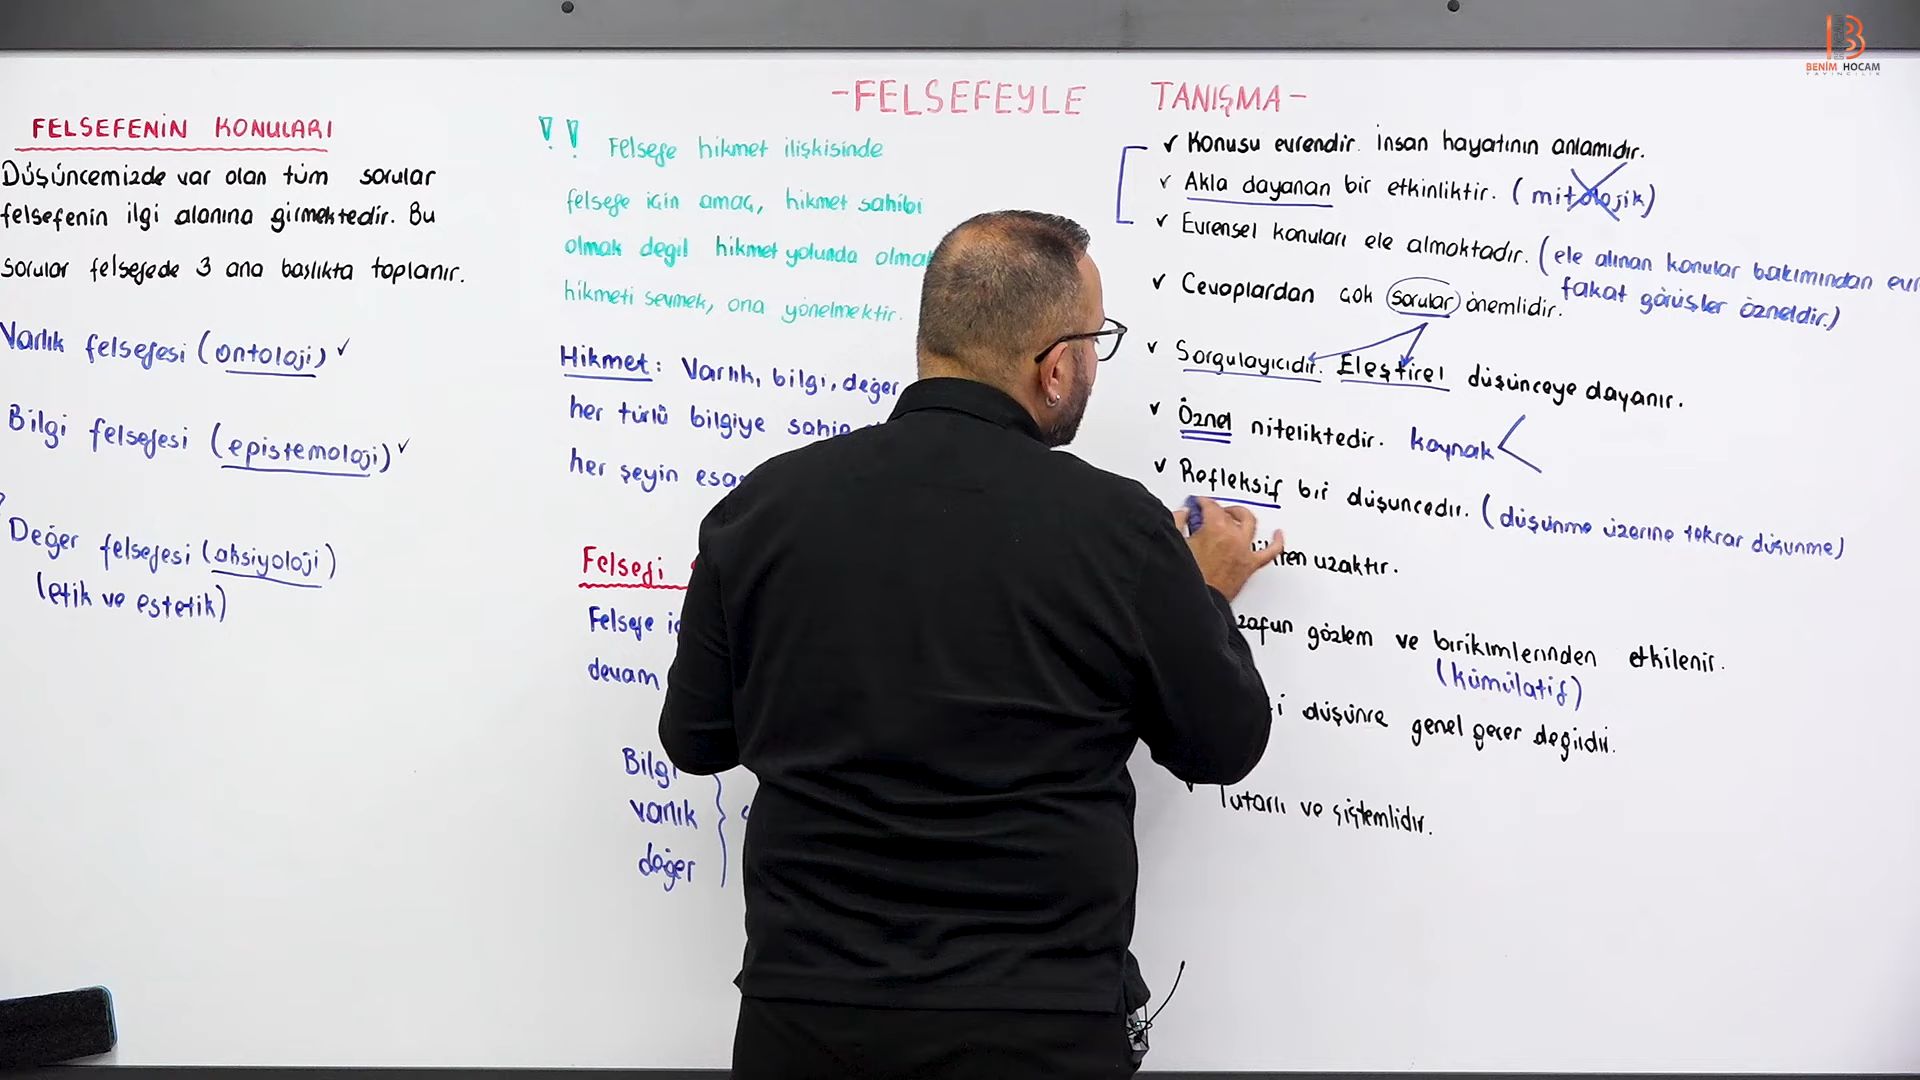 BENİM HOCAM
YAYINCILIK
-FELSEFEYLE TANIŞMA-
FELSEFENİN KONULARI
Düşüncemizde var olan tüm sorular
felsefenin ilgi alanına girmektedir. Bu
sorular felsefede 3 ana başlıkta toplanır.
Varlık felsefesi (ontoloji) ✓
Bilgi felsefesi (epistemoloji) ✓
Değer felsefesi (aksiyoloji)
(etik ve estetik)
!! Felsefe hikmet ilişkisinde
felsefe için amaç, hikmet sahibi
olmak değil hikmet yolunda
hikmeti sevmek, ona yönelmektir.
Hikmet: Varlık, bilgi, değer
her türlü bilgiye
her şeyin
Felsefi
Felsefe
devam
Bilgi
varlık
değer
✓ Konusu evrendir. İnsan hayatının anlamıdır.
✓ Akla dayanan bir etkinliktir. (mitolojik)
✓ Evrensel konuları ele almaktadır. (ele alınan konular bakımından
fakat görüşler özneldir.)
✓ Cevaplardan çok sorular önemlidir.
✓ Sorgulayıcıdır. Eleştirel düşünceye dayanır.
✓ Öznel niteliktedir. kaynak
✓ Refleksif bir düşüncedir. (düşünme üzerine tekrar düşünme)
uzaktır.
gözlem ve birikimlerinden etkilenir.
(kümülatif)
düşünce genel geçer değildir.
Tutarlı ve sistemlidir.